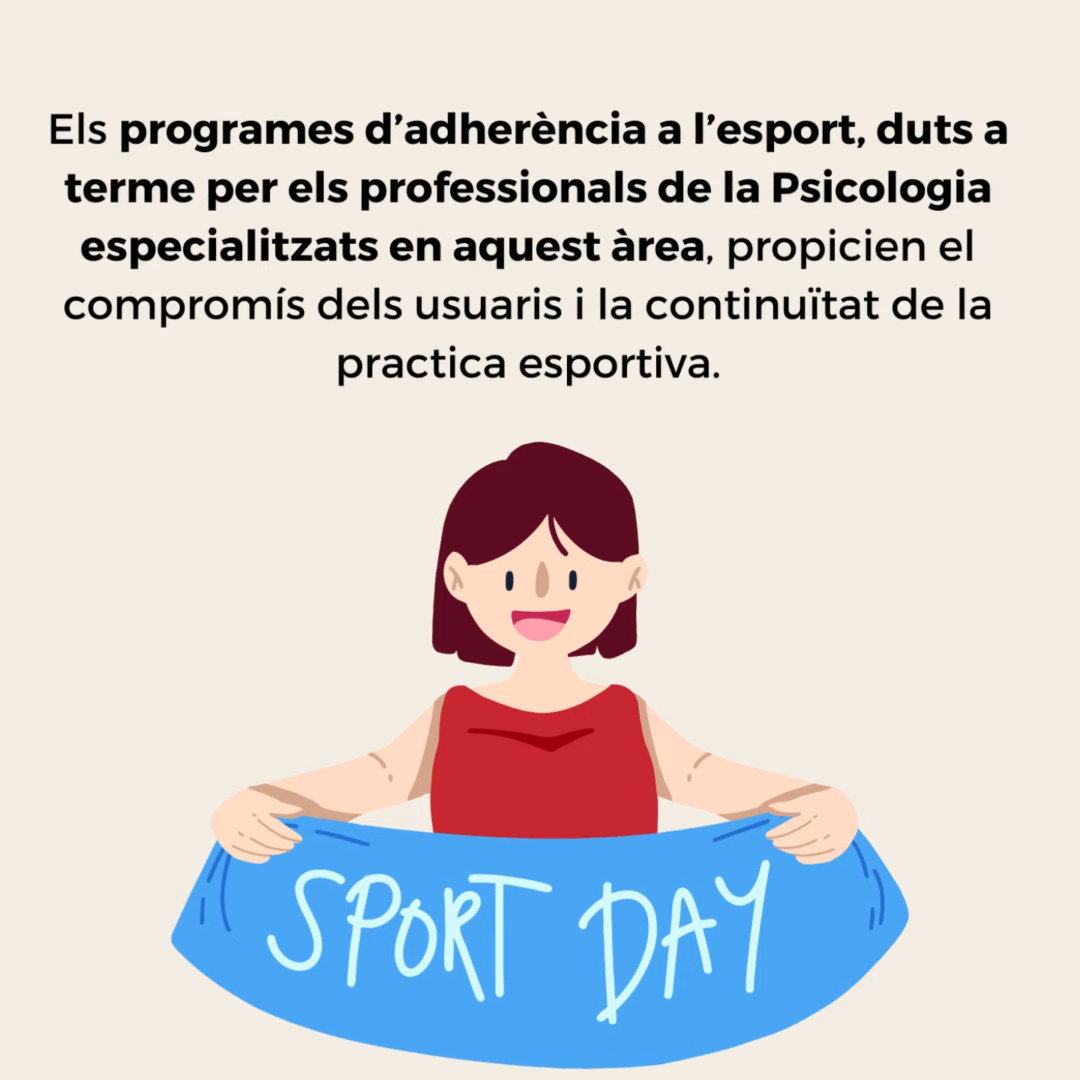 Els programes d’adherència a l’esport, duts a
terme per els professionals de la Psicologia
especialitzats en aquest àrea, propicien el
compromís dels usuaris i la continuïtat de la
practica esportiva.
SPORT DAY